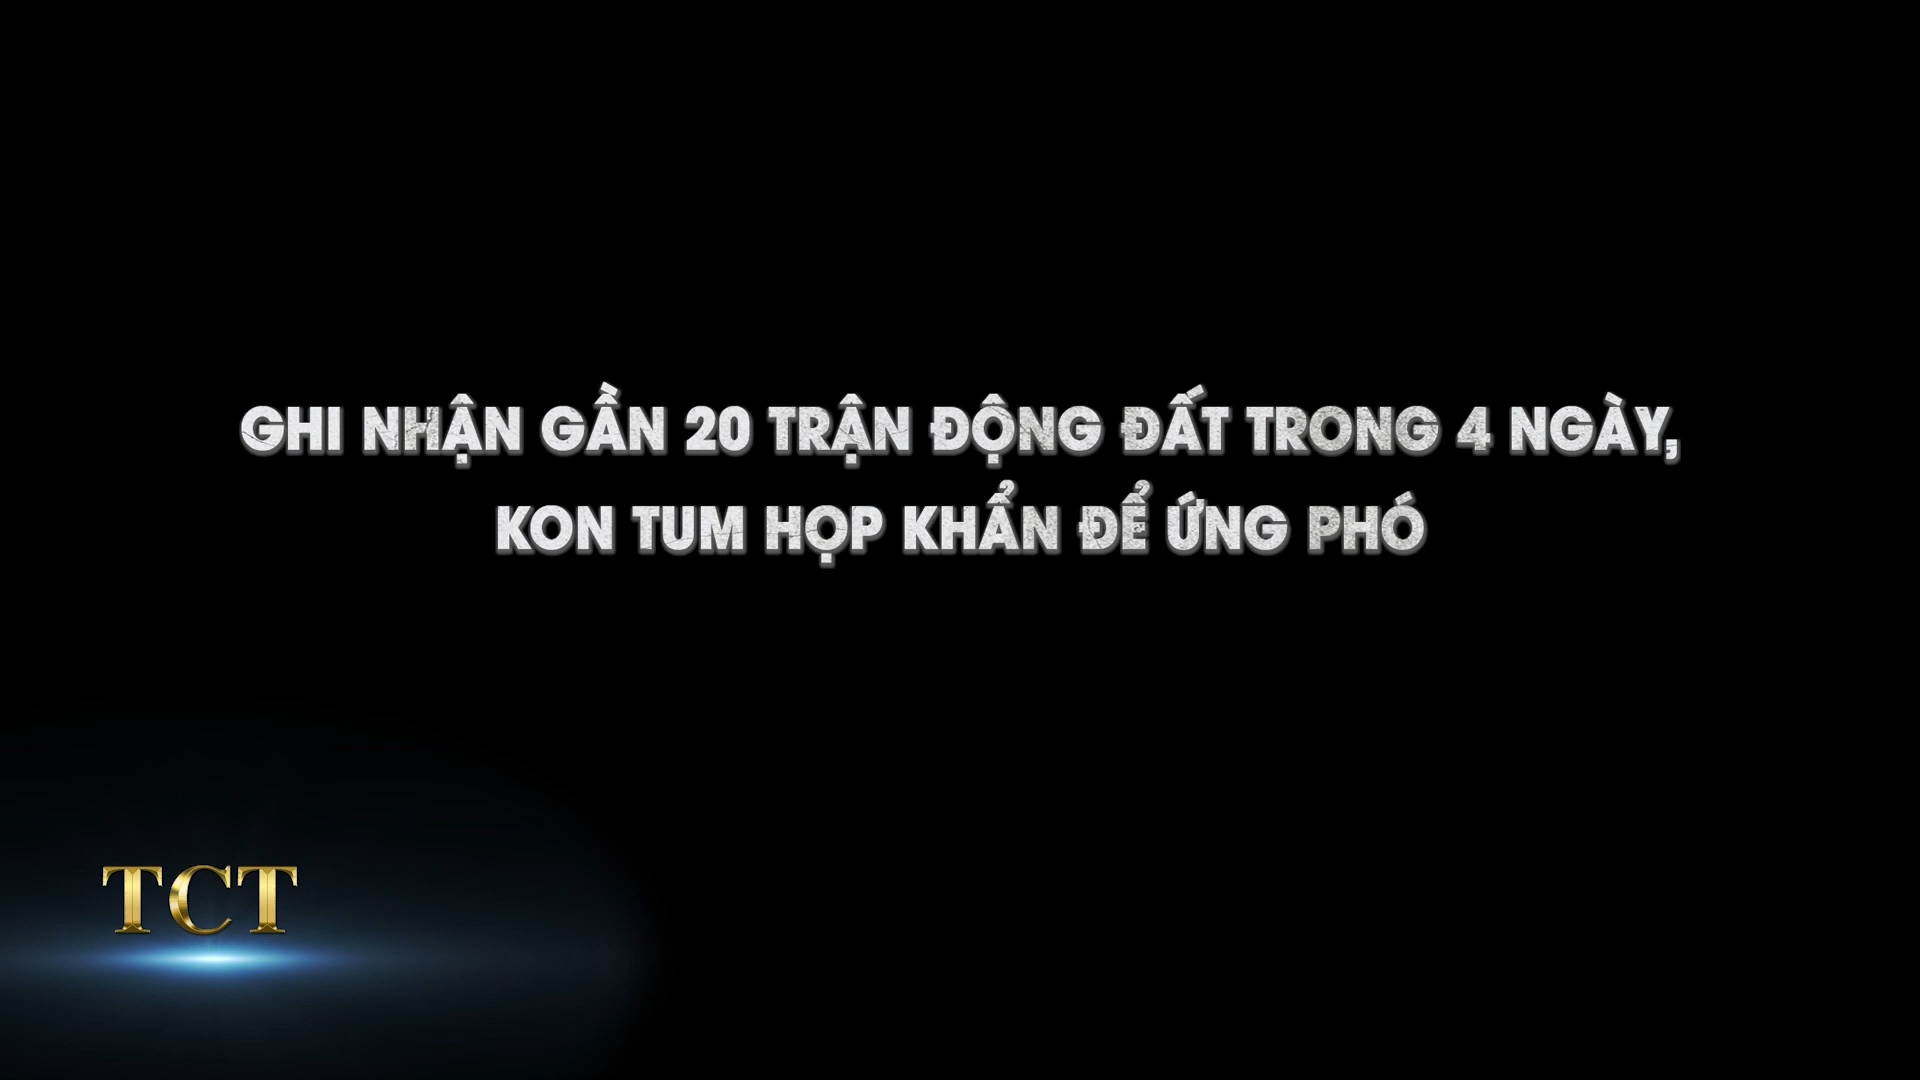 GHI NHẬN GẦN 20 TRẬN ĐỘNG ĐẤT TRONG 4 NGÀY,
KON TUM HỌP KHẨN ĐỂ ỨNG PHÓ
TCT